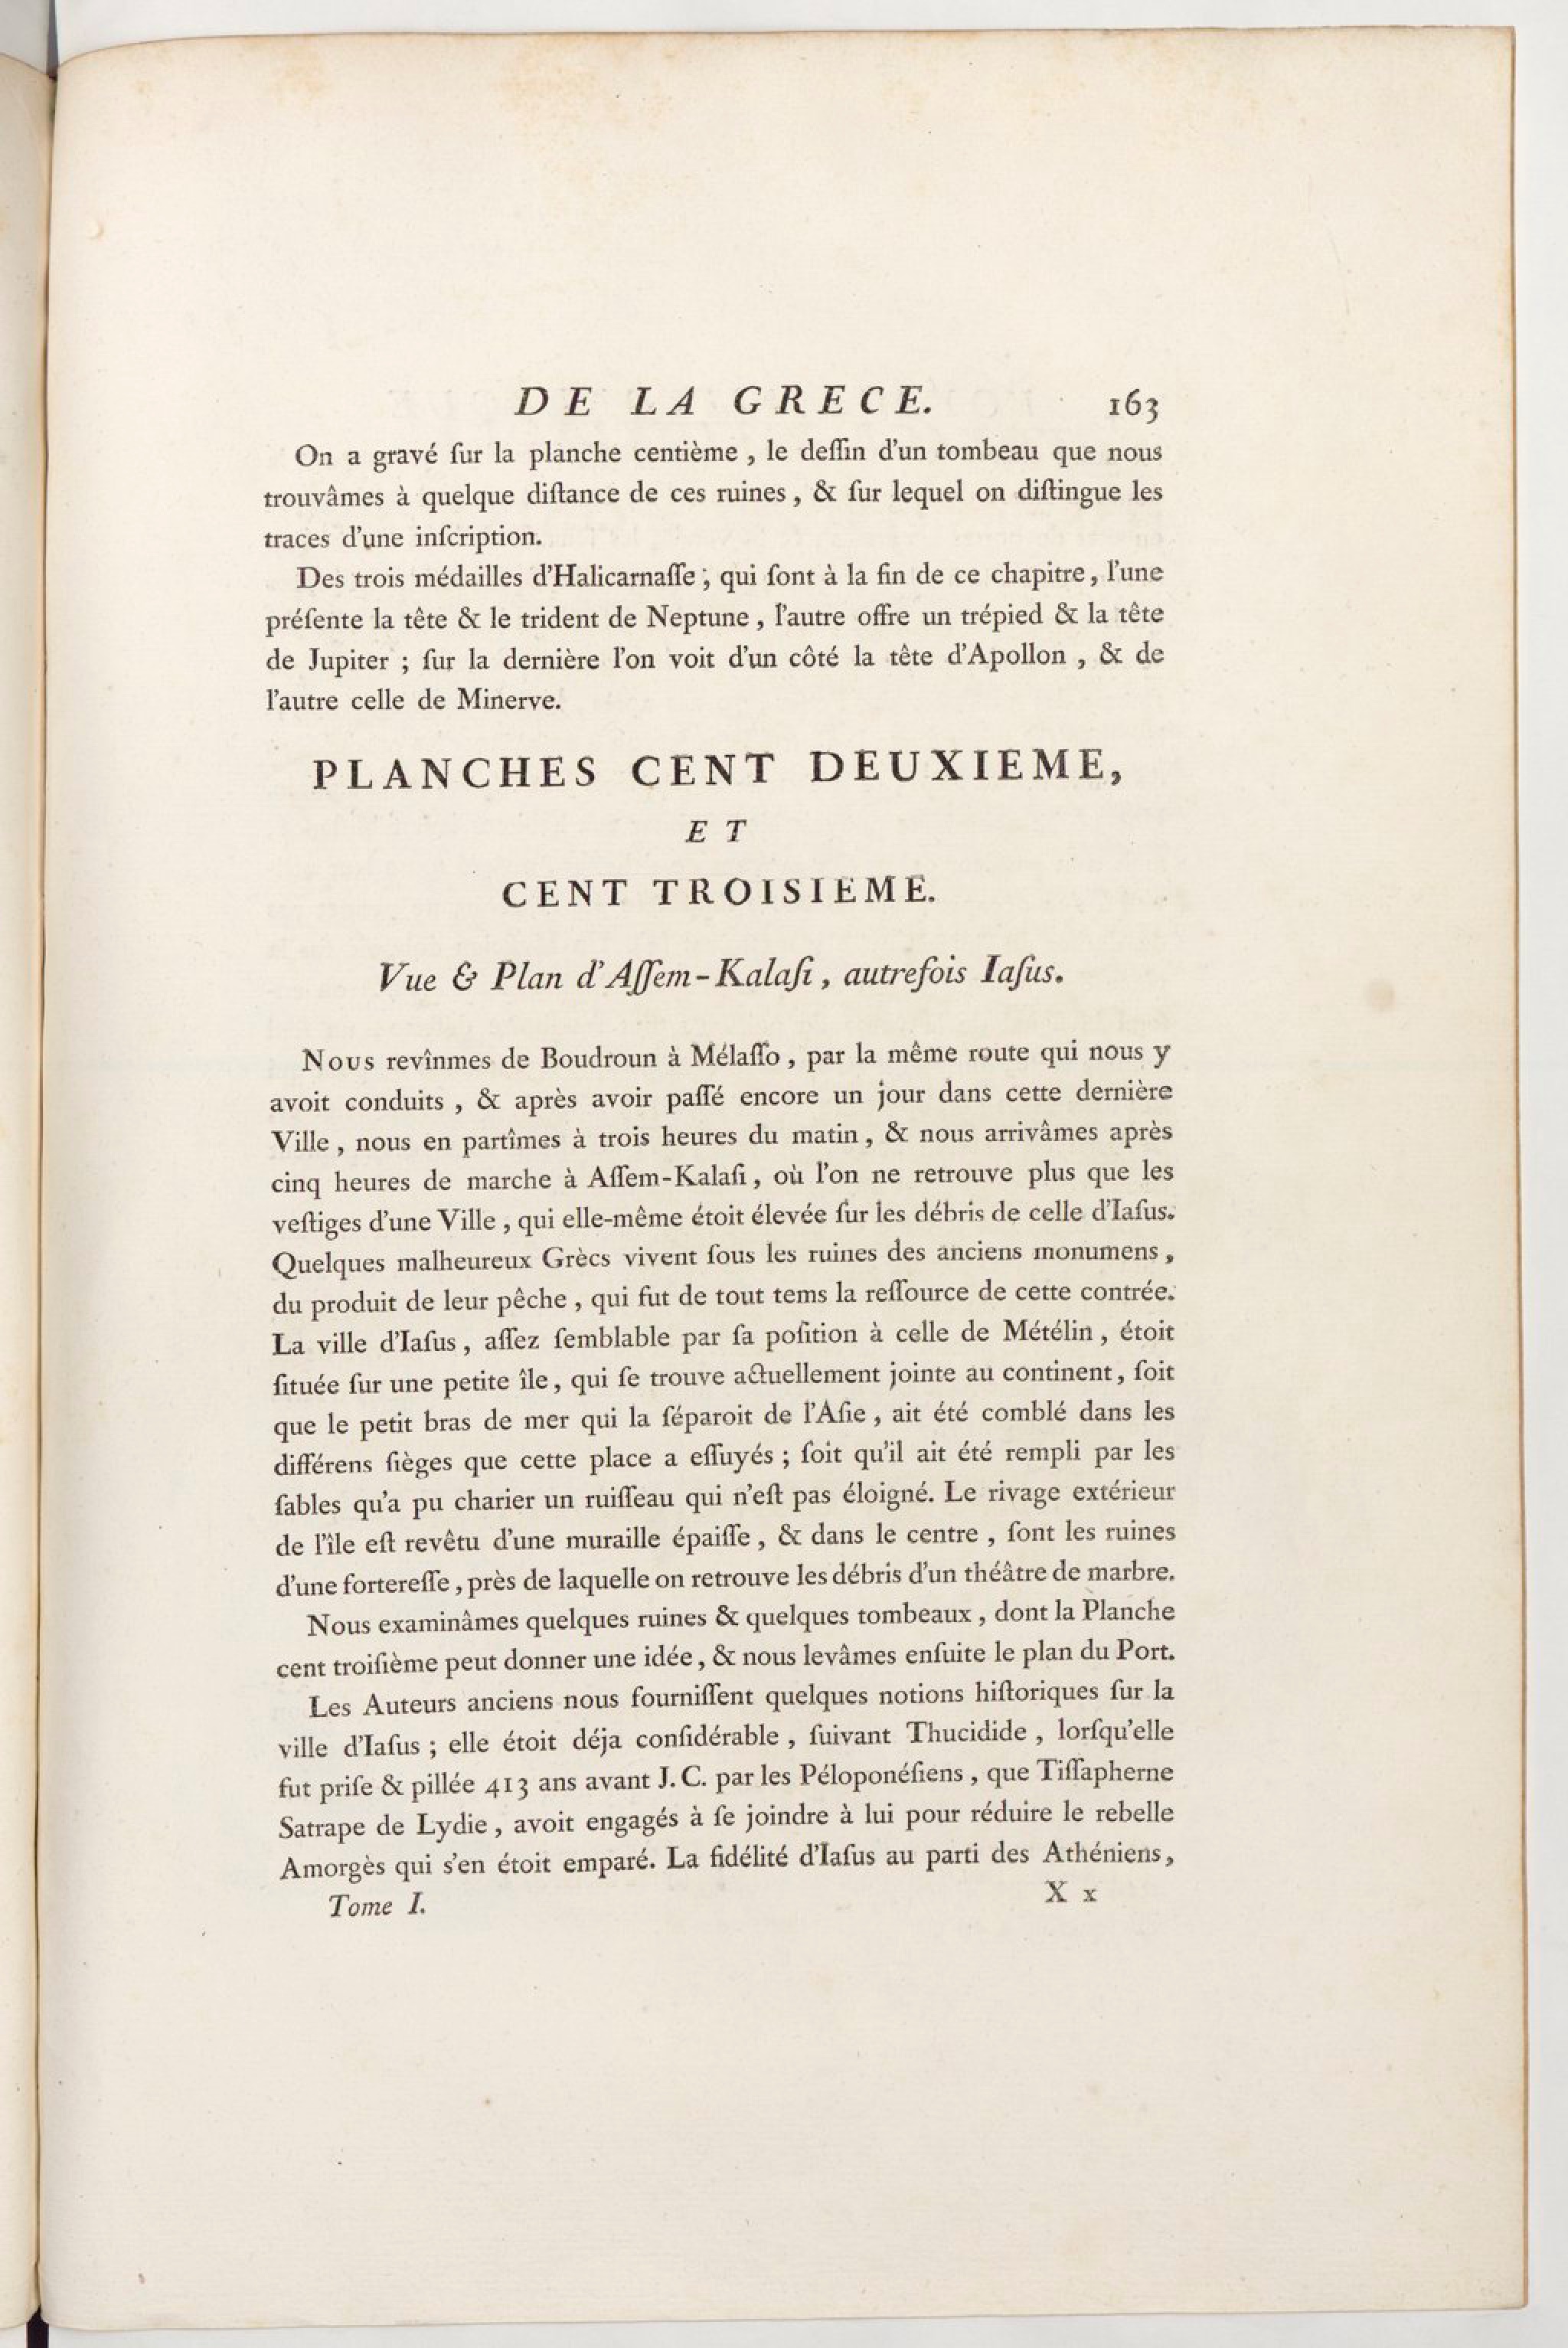 DE LA GRECE. 163
On a gravé ſur la planche centième, le deſſin d'un tombeau que nous
trouvâmes à quelque diſtance de ces ruines, & ſur lequel on diſtingue les
traces d'une inſcription.
Des trois médailles d'Halicarnaſſe; qui ſont à la fin de ce chapitre, l'une
préſente la tête & le trident de Neptune, l'autre offre un trépied & la tête
de Jupiter; ſur la dernière l'on voit d'un côté la tête d'Apollon, & de
l'autre celle de Minerve.
PLANCHES CENT DEUXIEME,
ET
CENT TROISIEME.
Vue & Plan d'Aſſem-Kalaſi, autrefois Iaſus.
Nous revînmes de Boudroun à Mélaſſo, par la même route qui nous y
avoit conduits, & après avoir paſſé encore un jour dans cette dernière
Ville, nous en partîmes à trois heures du matin, & nous arrivâmes après
cinq heures de marche à Aſſem-Kalaſi, où l'on ne retrouve plus que les
veſtiges d'une Ville, qui elle-même étoit élevée ſur les débris de celle d'Iaſus.
Quelques malheureux Grècs vivent ſous les ruines des anciens monumens,
du produit de leur pêche, qui fut de tout tems la reſſource de cette contrée.
La ville d'Iaſus, aſſez ſemblable par ſa poſition à celle de Métélin, étoit
ſituée ſur une petite île, qui ſe trouve actuellement jointe au continent, ſoit
que le petit bras de mer qui la ſéparoit de l'Aſie, ait été comblé dans les
différens ſièges que cette place a eſſuyés; ſoit qu'il ait été rempli par les
ſables qu'a pu charier un ruiſſeau qui n'eſt pas éloigné. Le rivage extérieur
de l'île eſt revêtu d'une muraille épaiſſe, & dans le centre, ſont les ruines
d'une fortereſſe, près de laquelle on retrouve les débris d'un théâtre de marbre.
Nous examinâmes quelques ruines & quelques tombeaux, dont la Planche
cent troiſième peut donner une idée, & nous levâmes enſuite le plan du Port.
Les Auteurs anciens nous fourniſſent quelques notions hiſtoriques ſur la
ville d'Iaſus; elle étoit déja conſidérable, ſuivant Thucidide, lorſqu'elle
fut priſe & pillée 413 ans avant J. C. par les Péloponéſiens, que Tiſſapherne
Satrape de Lydie, avoit engagés à ſe joindre à lui pour réduire le rebelle
Amorgès qui s'en étoit emparé. La fidélité d'Iaſus au parti des Athéniens,
Tome I. X x